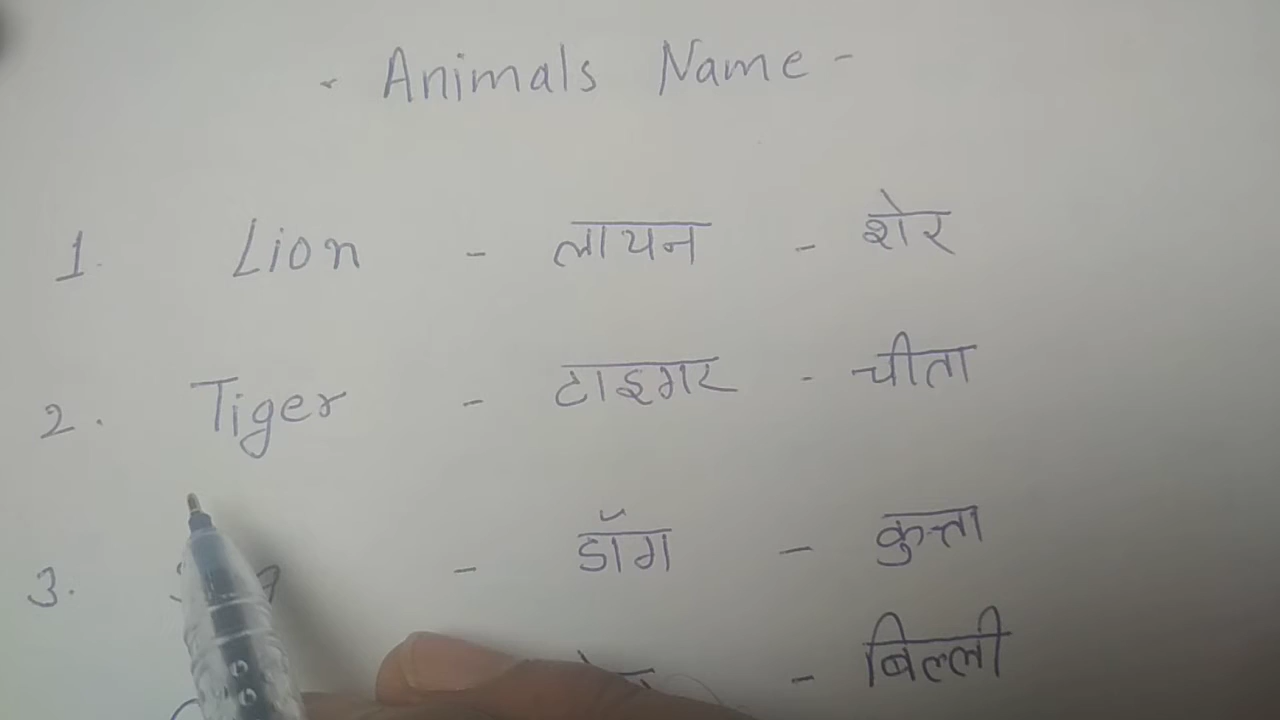 - Animals Name -
1. Lion - लायन - शेर
2. Tiger - टाइगर - चीता
3. - डॉग - कुत्ता
- बिल्ली